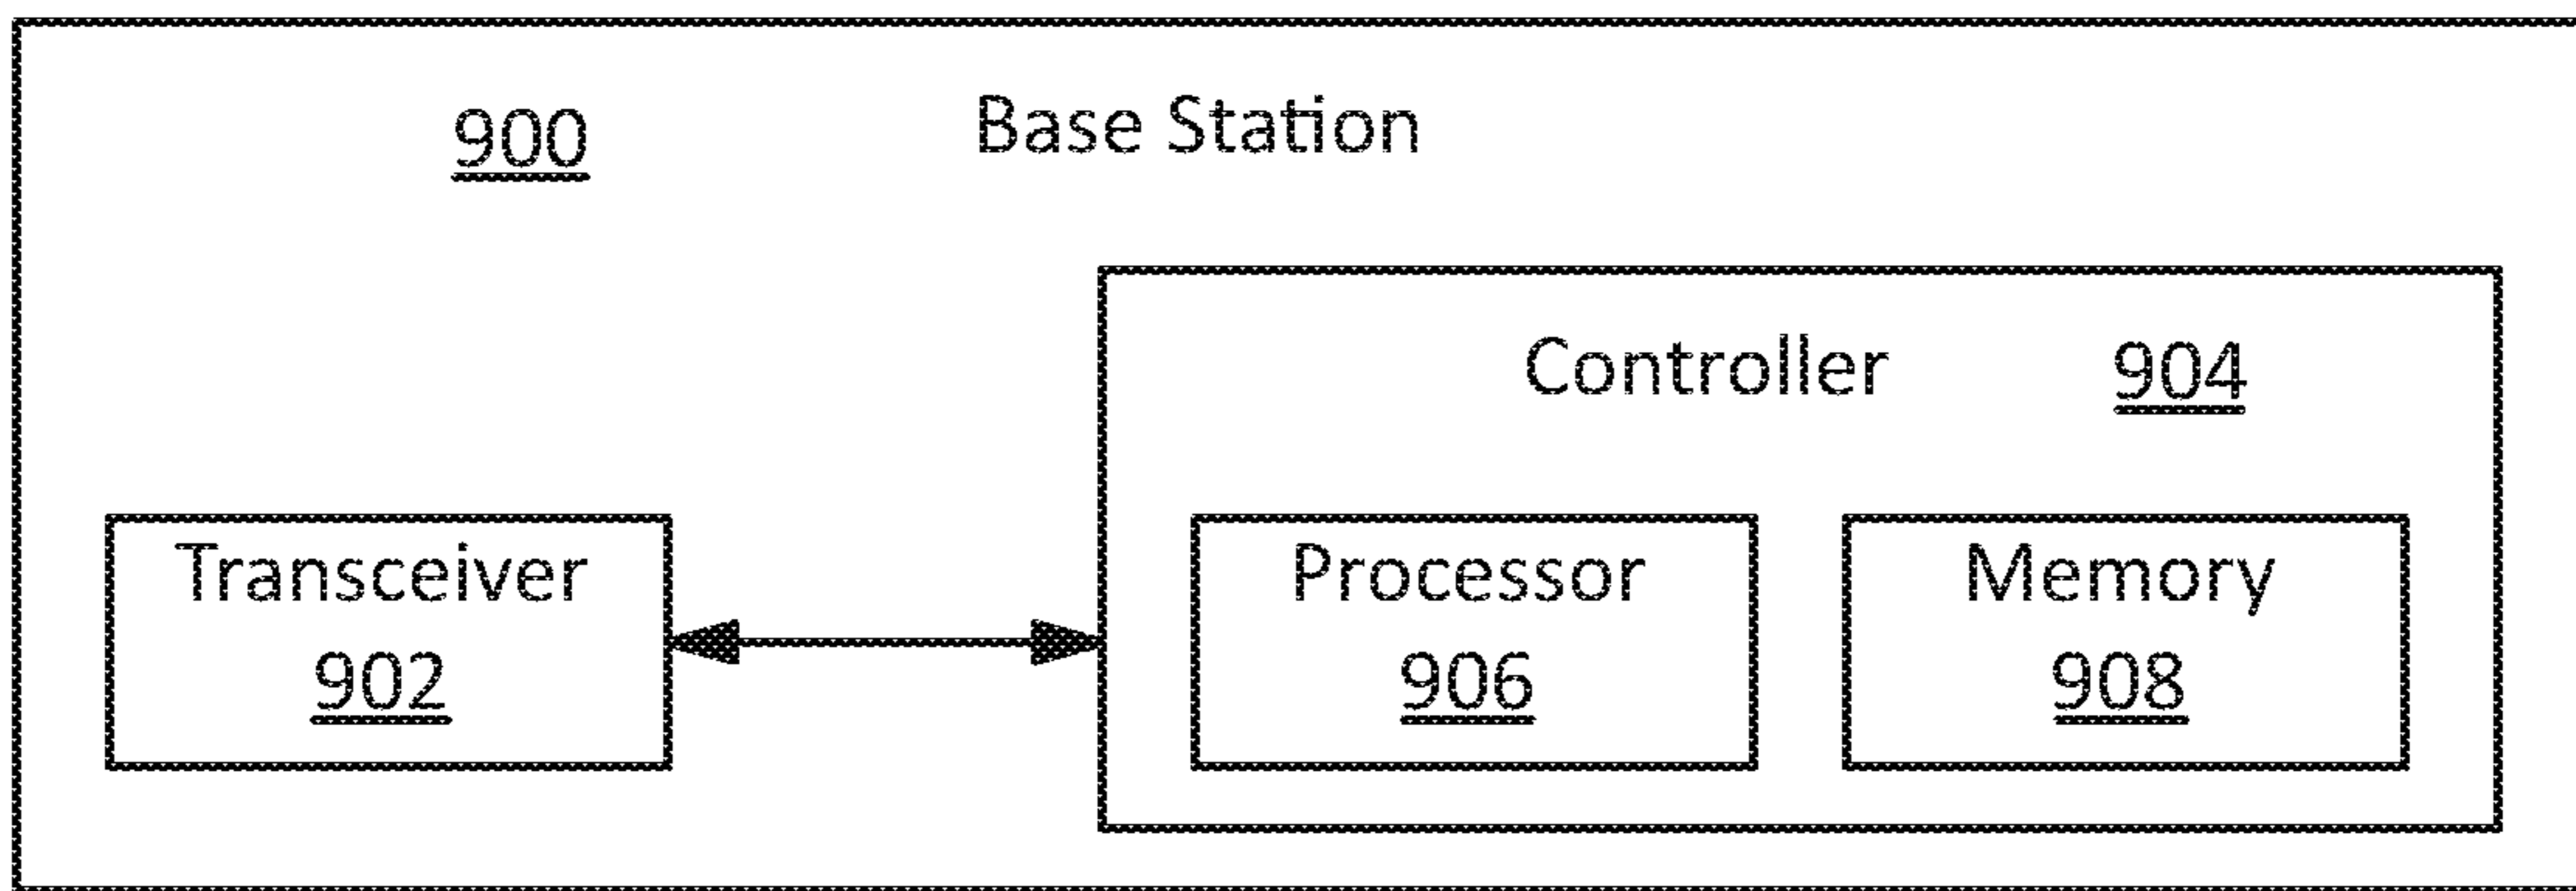 900 Base Station
Controller 904
Transceiver
902
Processor
906
Memory
908